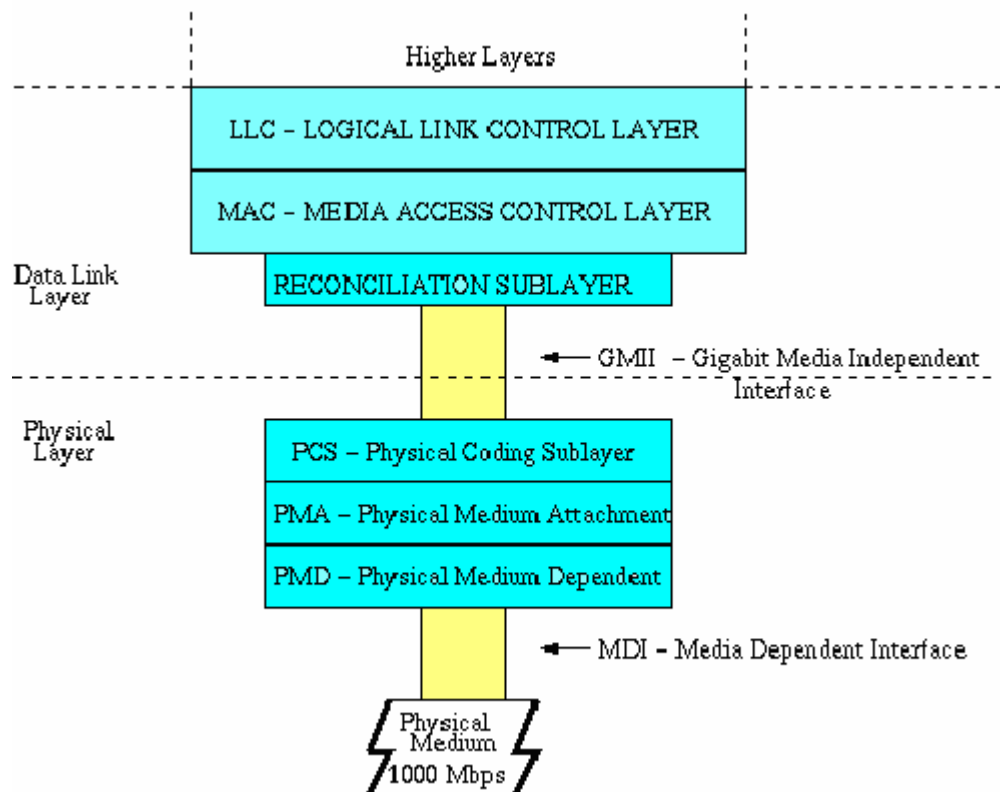 Higher Layers
LLC – LOGICAL LINK CONTROL LAYER
MAC – MEDIA ACCESS CONTROL LAYER
Data Link
Layer
RECONCILIATION SUBLAYER
GMII – Gigabit Media Independent
Interface
Physical
Layer
PCS – Physical Coding Sublayer
PMA – Physical Medium Attachment
PMD – Physical Medium Dependent
MDI – Media Dependent Interface
Physical
Medium
1000 Mbps